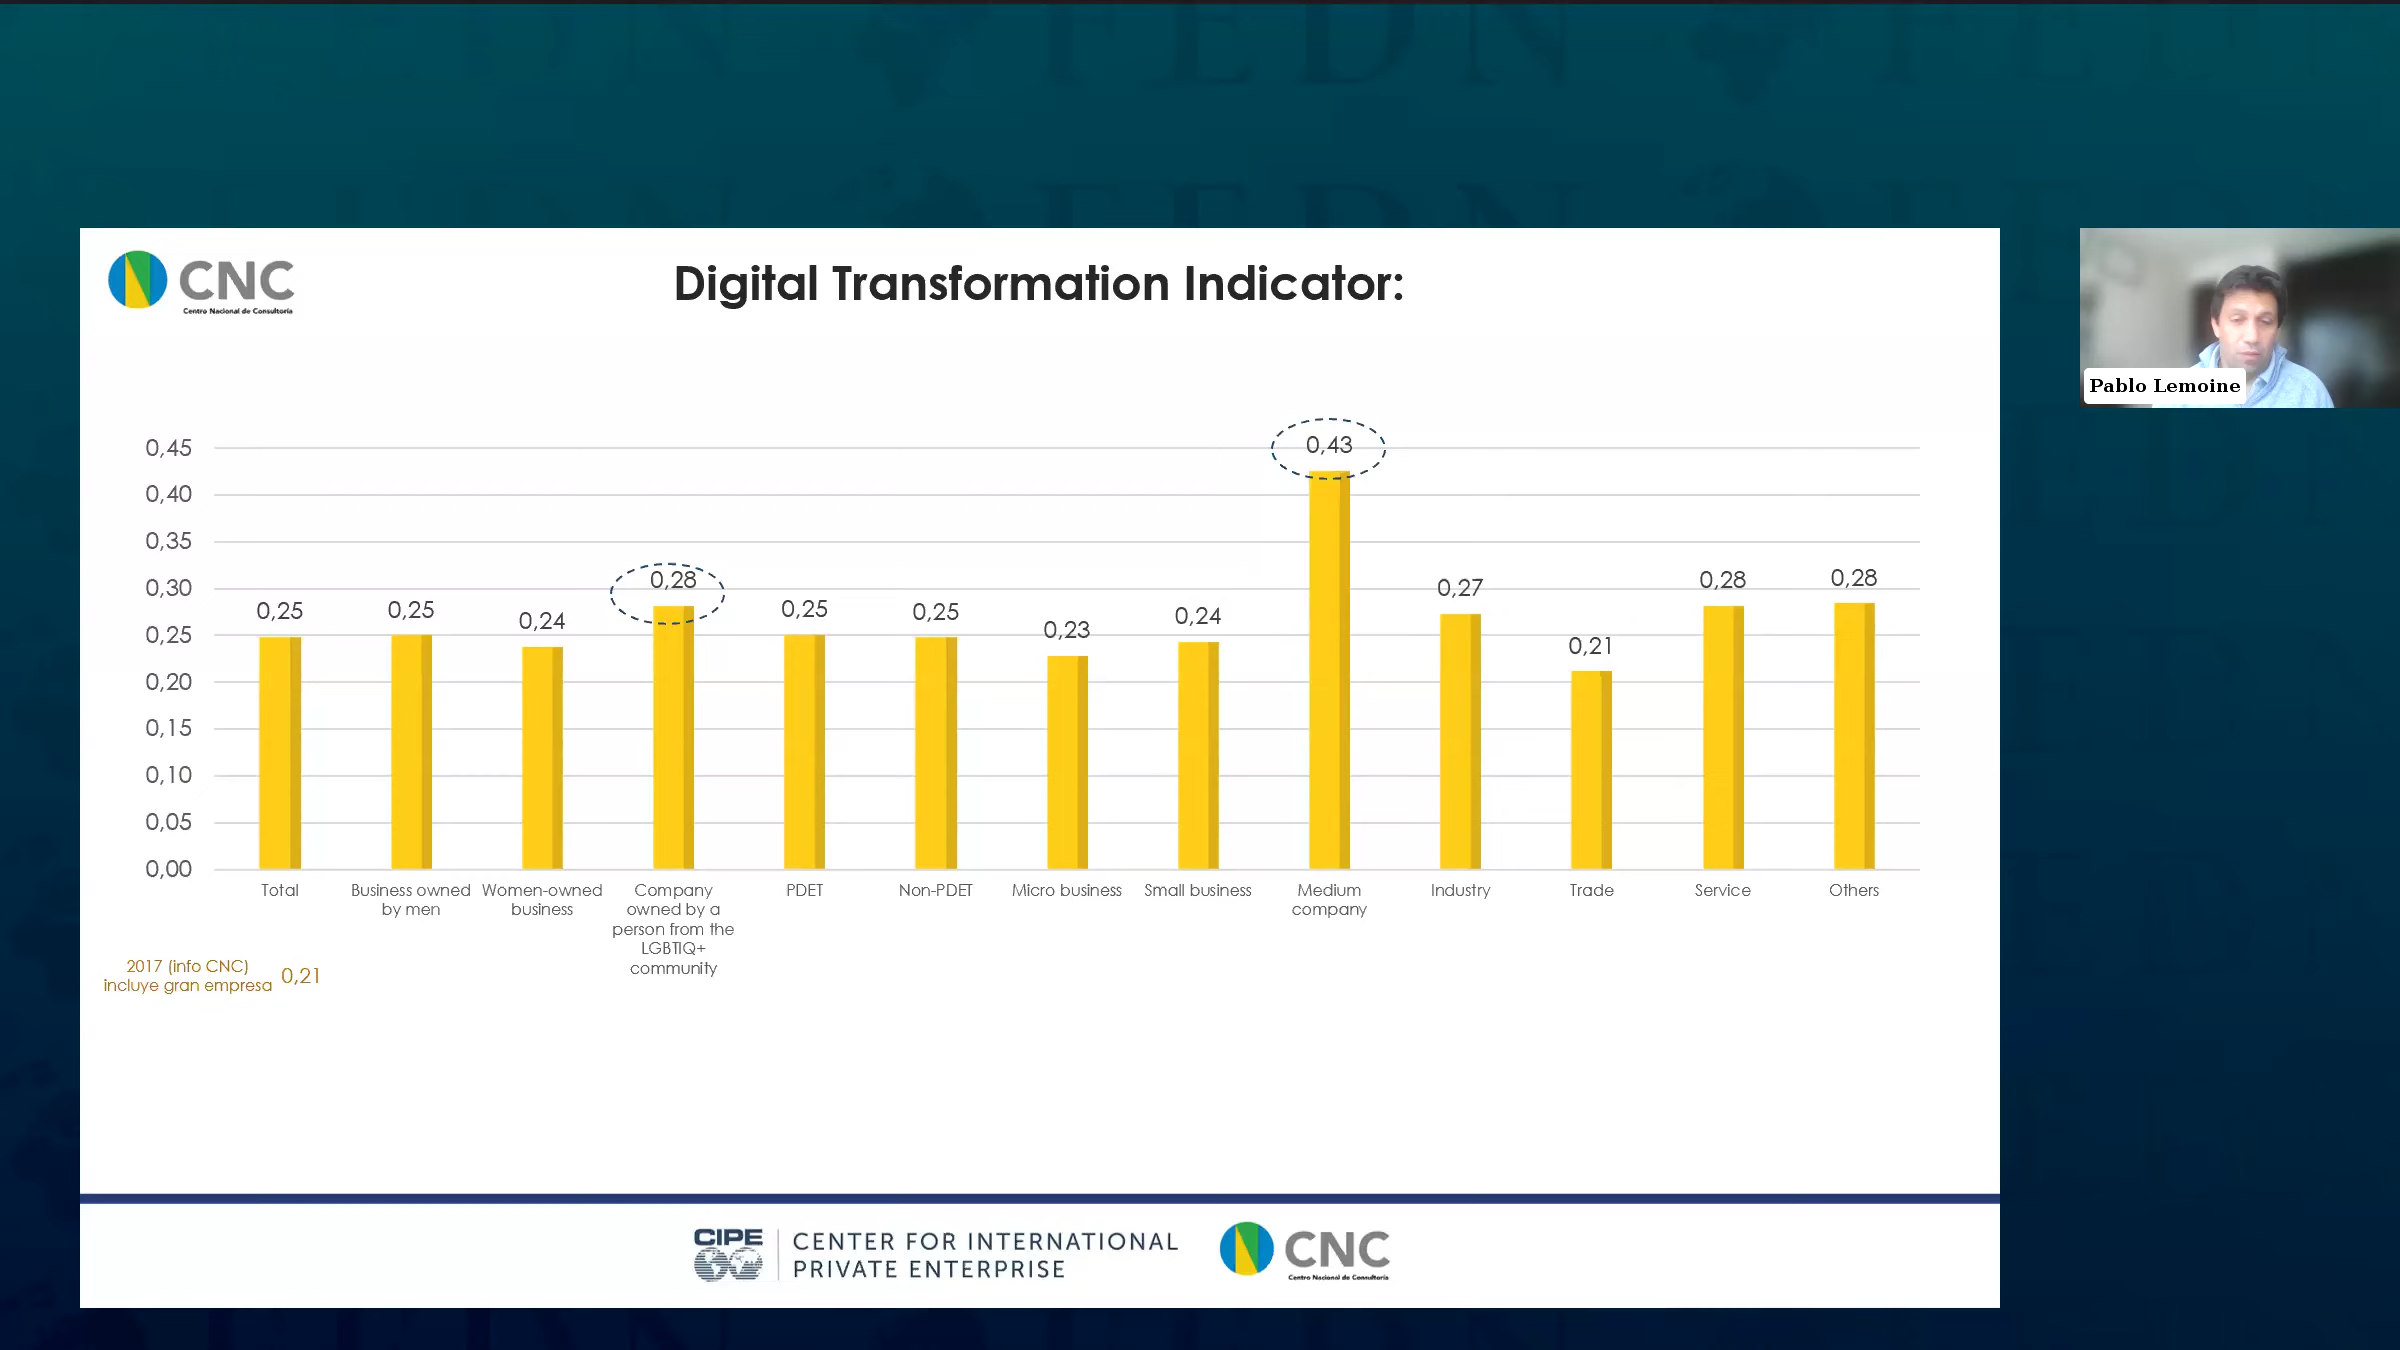 CNC
Centro Nacional de Consultoría
Digital Transformation Indicator:
Pablo Lemoine
0,45
0,40
0,35
0,30
0,25
0,20
0,15
0,10
0,05
0,00
0,25
0,25
0,24
0,28
0,25
0,25
0,23
0,24
0,43
0,27
0,21
0,28
0,28
Total
Business owned
by men
Women-owned
business
Company
owned by a
person from the
LGBTIQ+
community
PDET
Non-PDET
Micro business
Small business
Medium
company
Industry
Trade
Service
Others
2017 (info CNC)
incluye gran empresa
0,21
CIPE
CENTER FOR INTERNATIONAL
PRIVATE ENTERPRISE
CNC
Centro Nacional de Consultoría